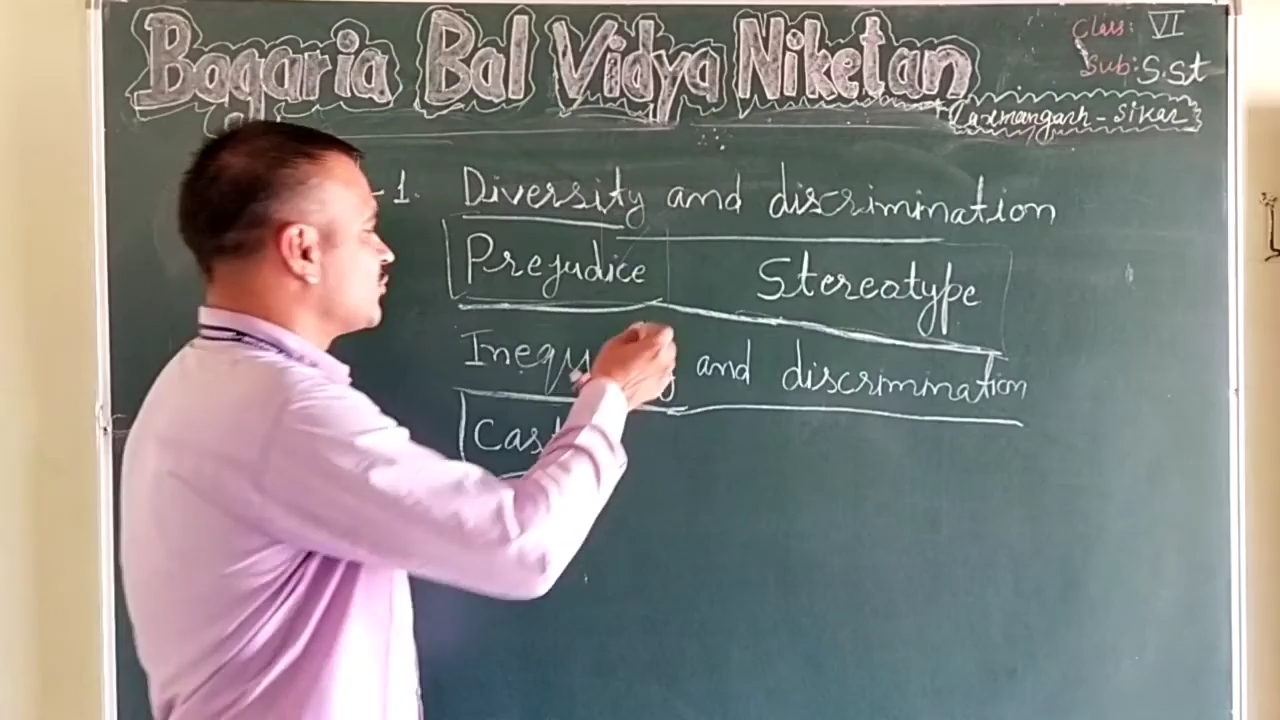 Bagaria Bal Vidya Niketan
Class: VI
Sub: S.St
Laxmangarh - Sikar
-1. Diversity and discrimination
Prejudice Stereotype
and discrimination